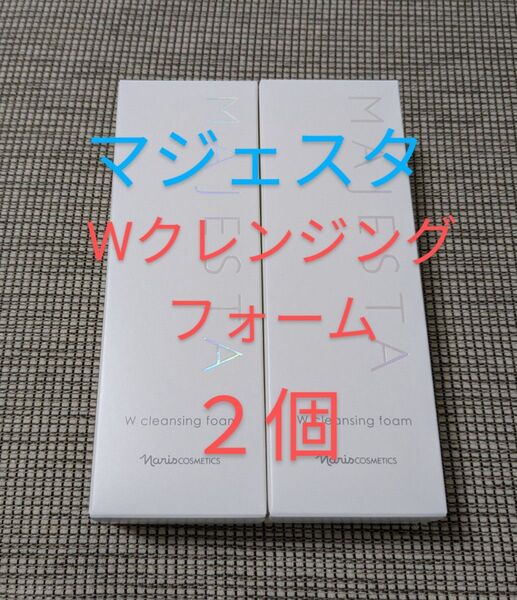 マジェスタ
Wクレンジング
フォーム
２個
MAJESTA
MAJESTA
W cleansing foam
W cleansing foam
Naris COSMETICS
Naris COSMETICS